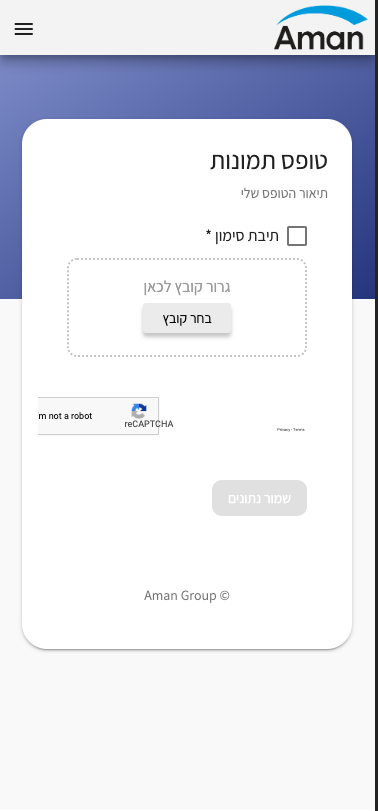 Aman
טופס תמונות
תיאור הטופס שלי
תיבת סימון *
גרור קובץ לכאן
בחר קובץ
m not a robot
reCAPTCHA
Privacy - Terms
שמור נתונים
Aman Group ©